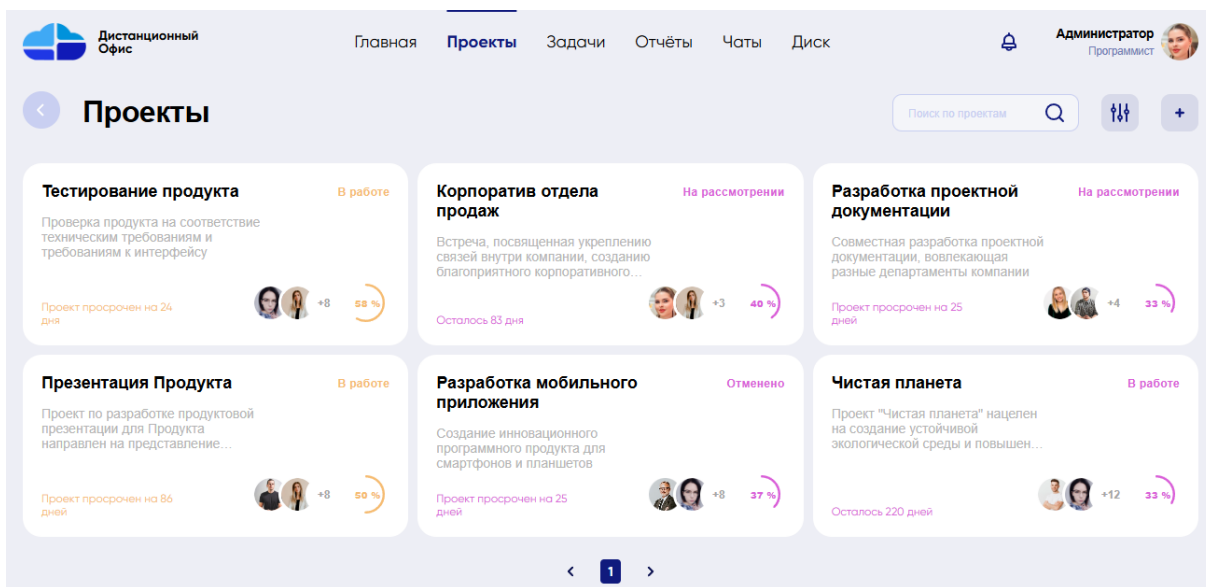 Дистанционный
Офис
Главная
Проекты
Задачи
Отчёты
Чаты
Диск
Администратор
Программист
Проекты
Поиск по проектам
+
Тестирование продукта
В работе
Проверка продукта на соответствие
техническим требованиям и
требованиям к интерфейсу
Проект просрочен на 24
дня
+8
58 %
Корпоратив отдела
продаж
На рассмотрении
Встреча, посвященная укреплению
связей внутри компании, созданию
благоприятного корпоративного...
Осталось 83 дня
+3
40 %
Разработка проектной
документации
На рассмотрении
Совместная разработка проектной
документации, вовлекающая
разные департаменты компании
Проект просрочен на 25
дней
+4
33 %
Презентация Продукта
В работе
Проект по разработке продуктовой
презентации для Продукта
направлен на представление...
Проект просрочен на 86
дней
+8
50 %
Разработка мобильного
приложения
Отменено
Создание инновационного
программного продукта для
смартфонов и планшетов
Проект просрочен на 25
дней
+8
37 %
Чистая планета
В работе
Проект "Чистая планета" нацелен
на создание устойчивой
экологической среды и повышен...
Осталось 220 дней
+12
33 %
1